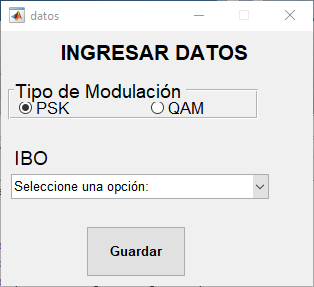 datos
INGRESAR DATOS
Tipo de Modulación
PSK QAM
IBO
Seleccione una opción:
Guardar